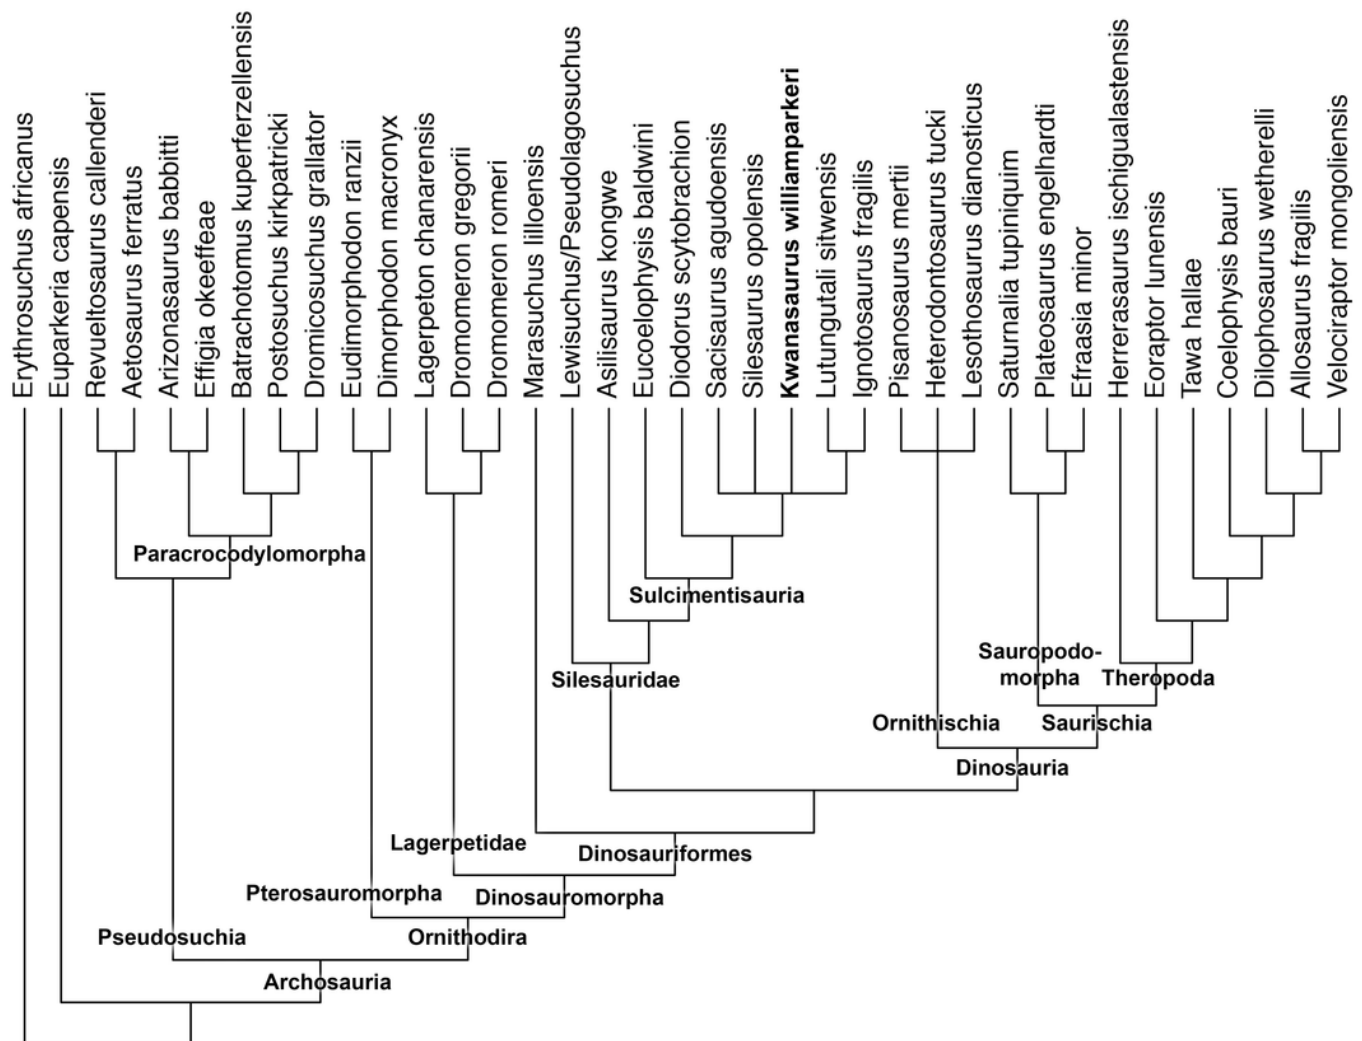 Erythrosuchus africanus
Euparkeria capensis
Revueltosaurus callenderi
Aetosaurus ferratus
Arizonasaurus babbitti
Effigia okeeffeae
Batrachotomus kuperferzellensis
Postosuchus kirkpatricki
Dromicosuchus grallator
Eudimorphodon ranzii
Dimorphodon macronyx
Lagerpeton chanarensis
Dromomeron gregorii
Dromomeron romeri
Marasuchus lilloensis
Lewisuchus/Pseudolagosuchus
Asilisaurus kongwe
Eucoelophysis baldwini
Diodorus scytobrachion
Sacisaurus agudoensis
Silesaurus opolensis
Kwanasaurus williamparkeri
Lutungutali sitwensis
Ignotosaurus fragilis
Pisanosaurus mertii
Heterodontosaurus tucki
Lesothosaurus dianosticus
Saturnalia tupiniquim
Plateosaurus engelhardti
Efraasia minor
Herrerasaurus ischigualastensis
Eoraptor lunensis
Tawa hallae
Coelophysis bauri
Dilophosaurus wetherelli
Allosaurus fragilis
Velociraptor mongoliensis
Paracrocodylomorpha
Sulcimentisauria
Sauropodo-
morpha
Theropoda
Silesauridae
Ornithischia
Saurischia
Dinosauria
Lagerpetidae
Dinosauriformes
Pterosauromorpha
Dinosauromorpha
Pseudosuchia
Ornithodira
Archosauria